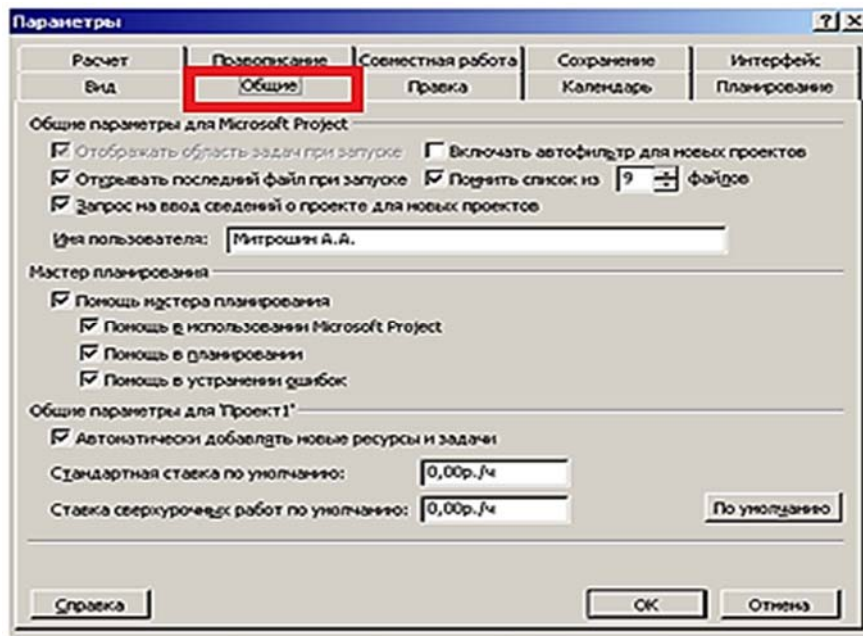 Параметры
Расчет Правописание Совместная работа Сохранение Интерфейс
Вид Общие Правка Календарь Планирование
Общие параметры для Microsoft Project
Отображать область задач при запуске Включать автофильтр для новых проектов
Открывать последний файл при запуске Помнить список из 9 файлов
Запрос на ввод сведений о проекте для новых проектов
Имя пользователя: Митрошин А.А.
Мастер планирования
Помощь мастера планирования
Помощь в использовании Microsoft Project
Помощь в планировании
Помощь в устранении ошибок
Общие параметры для 'Проект1'
Автоматически добавлять новые ресурсы и задачи
Стандартная ставка по умолчанию: 0,00р./ч
Ставка сверхурочных работ по умолчанию: 0,00р./ч По умолчанию
Справка ОК Отмена